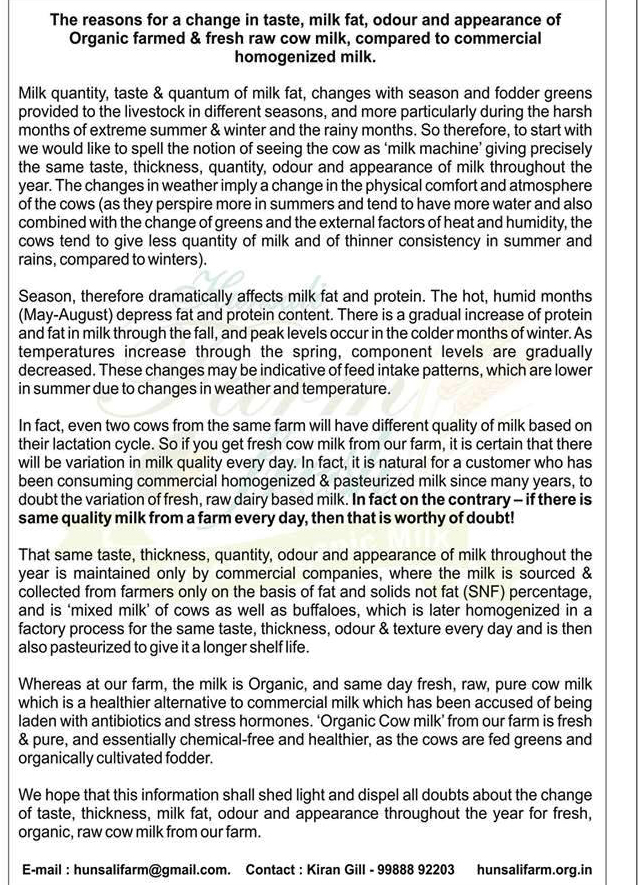 The reasons for a change in taste, milk fat, odour and appearance of
Organic farmed & fresh raw cow milk, compared to commercial
homogenized milk.
Milk quantity, taste & quantum of milk fat, changes with season and fodder greens
provided to the livestock in different seasons, and more particularly during the harsh
months of extreme summer & winter and the rainy months. So therefore, to start with
we would like to spell the notion of seeing the cow as ‘milk machine’ giving precisely
the same taste, thickness, quantity, odour and appearance of milk throughout the
year. The changes in weather imply a change in the physical comfort and atmosphere
of the cows (as they perspire more in summers and tend to have more water and also
combined with the change of greens and the external factors of heat and humidity, the
cows tend to give less quantity of milk and of thinner consistency in summer and
rains, compared to winters).
Season, therefore dramatically affects milk fat and protein. The hot, humid months
(May-August) depress fat and protein content. There is a gradual increase of protein
and fat in milk through the fall, and peak levels occur in the colder months of winter. As
temperatures increase through the spring, component levels are gradually
decreased. These changes may be indicative of feed intake patterns, which are lower
in summer due to changes in weather and temperature.
In fact, even two cows from the same farm will have different quality of milk based on
their lactation cycle. So if you get fresh cow milk from our farm, it is certain that there
will be variation in milk quality every day. In fact, it is natural for a customer who has
been consuming commercial homogenized & pasteurized milk since many years, to
doubt the variation of fresh, raw dairy based milk. In fact on the contrary – if there is
same quality milk from a farm every day, then that is worthy of doubt!
That same taste, thickness, quantity, odour and appearance of milk throughout the
year is maintained only by commercial companies, where the milk is sourced &
collected from farmers only on the basis of fat and solids not fat (SNF) percentage,
and is ‘mixed milk’ of cows as well as buffaloes, which is later homogenized in a
factory process for the same taste, thickness, odour & texture every day and is then
also pasteurized to give it a longer shelf life.
Whereas at our farm, the milk is Organic, and same day fresh, raw, pure cow milk
which is a healthier alternative to commercial milk which has been accused of being
laden with antibiotics and stress hormones. ‘Organic Cow milk’ from our farm is fresh
& pure, and essentially chemical-free and healthier, as the cows are fed greens and
organically cultivated fodder.
We hope that this information shall shed light and dispel all doubts about the change
of taste, thickness, milk fat, odour and appearance throughout the year for fresh,
organic, raw cow milk from our farm.
E-mail : hunsalifarm@gmail.com. Contact : Kiran Gill - 99888 92203 hunsalifarm.org.in